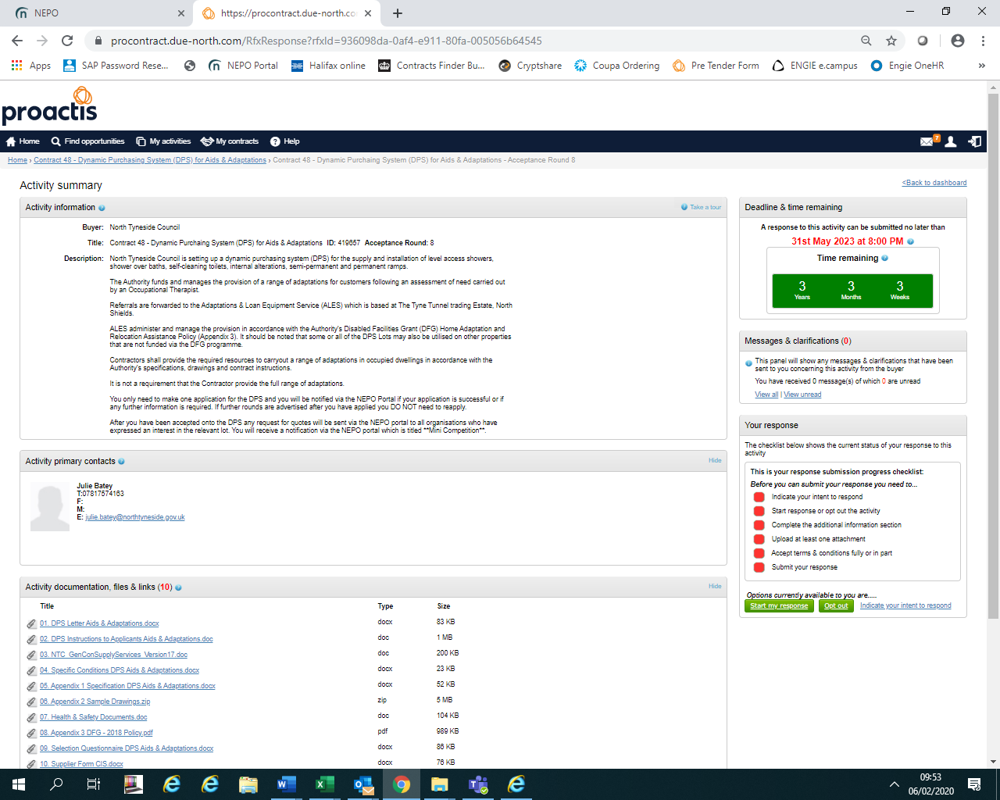 NEPO
https://procontract.due-north.co
procontract.due-north.com/RfxResponse?rfxId=936098da-0af4-e911-80fa-005056b64545
Apps
SAP Password Rese...
NEPO Portal
Halifax online
Contracts Finder Bu...
Cryptshare
Coupa Ordering
Pre Tender Form
ENGIE e.campus
Engie OneHR
»
proactis
Home
Find opportunities
My activities
My contracts
Help
7
Home › Contract 48 - Dynamic Purchasing System (DPS) for Aids & Adaptations › Contract 48 - Dynamic Purchaing System (DPS) for Aids & Adaptations - Acceptance Round 8
Activity summary
<Back to dashboard
Activity information
Take a tour
Buyer: North Tyneside Council
Title: Contract 48 - Dynamic Purchaing System (DPS) for Aids & Adaptations ID: 419657 Acceptance Round: 8
Description: North Tyneside Council is setting up a dynamic purchasing system (DPS) for the supply and installation of level access showers,
shower over baths, self-cleaning toilets, internal alterations, semi-permanent and permanent ramps.
The Authority funds and manages the provision of a range of adaptations for customers following an assessment of need carried out
by an Occupational Therapist.
Referrals are forwarded to the Adaptations & Loan Equipment Service (ALES) which is based at The Tyne Tunnel trading Estate, North
Shields.
ALES administer and manage the provision in accordance with the Authority's Disabled Facilities Grant (DFG) Home Adaptation and
Relocation Assistance Policy (Appendix 3). It should be noted that some or all of the DPS Lots may also be utilised on other properties
that are not funded via the DFG programme.
Contractors shall provide the required resources to carryout a range of adaptations in occupied dwellings in accordance with the
Authority's specifications, drawings and contract instructions.
It is not a requirement that the Contractor provide the full range of adaptations.
You only need to make one application for the DPS and you will be notified via the NEPO Portal if your application is successful or if
any further information is required. If further rounds are advertised after you have applied you DO NOT need to reapply.
After you have been accepted onto the DPS any request for quotes will be sent via the NEPO portal to all organisations who have
expressed an interest in the relevant lot. You will receive a notification via the NEPO portal which is titled **Mini Competition**.
Activity primary contacts
Hide
Julie Batey
T:07817574163
F:
M:
E: julie.batey@northtyneside.gov.uk
Activity documentation, files & links (10)
Hide
Title Type Size
01. DPS Letter Aids & Adaptations.docx docx 83 KB
02. DPS Instructions to Applicants Aids & Adaptations.doc doc 1 MB
03. NTC_GenConSupplyServices_Version17.doc doc 200 KB
04. Specific Conditions DPS Aids & Adaptations.docx docx 23 KB
05. Appendix 1 Specification DPS Aids & Adaptations.docx docx 52 KB
06. Appendix 2 Sample Drawings.zip zip 5 MB
07. Health & Safety Documents.doc doc 104 KB
08. Appendix 3 DFG - 2018 Policy.pdf pdf 989 KB
09. Selection Questionnaire DPS Aids & Adaptations.docx docx 86 KB
10. Supplier Form CIS.docx docx 76 KB
Deadline & time remaining
A response to this activity can be submitted no later than
31st May 2023 at 8:00 PM
Time remaining
3 3 3
Years Months Weeks
Messages & clarifications (0)
This panel will show any messages & clarifications that have been
sent to you concerning this activity from the buyer
You have received 0 message(s) of which 0 are unread
View all | View unread
Your response
The checklist below shows the current status of your response to this
activity
This is your response submission progress checklist:
Before you can submit your response you need to...
Indicate your intent to respond
Start response or opt out the activity
Complete the additional information section
Upload at least one attachment
Accept terms & conditions fully or in part
Submit your response
Options currently available to you are.....
Start my response
Opt out
Indicate your intent to respond
09:53
06/02/2020